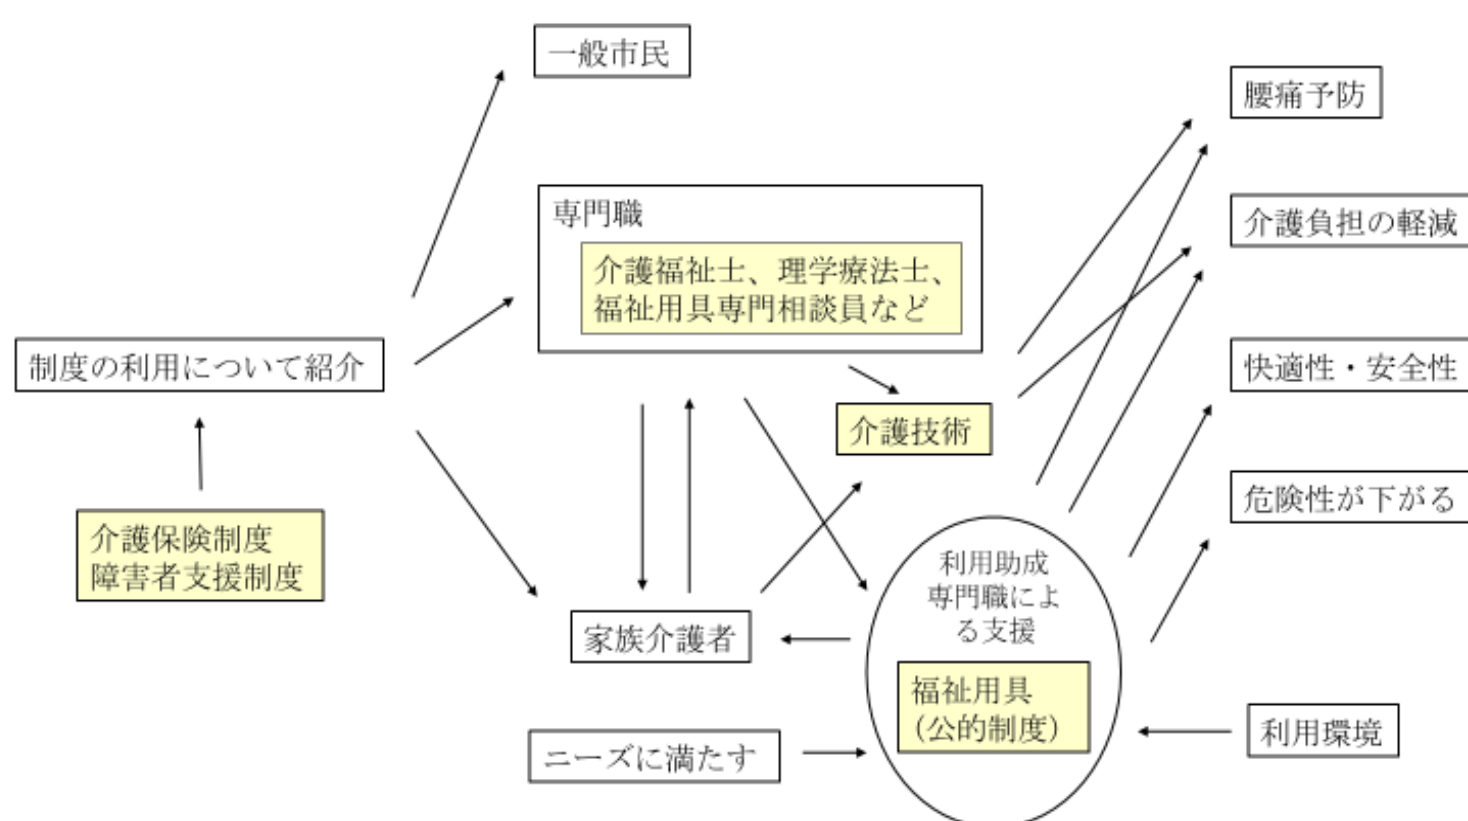 一般市民
腰痛予防
専門職
介護福祉士、理学療法士、
福祉用具専門相談員など
介護負担の軽減
制度の利用について紹介
快適性・安全性
介護技術
危険性が下がる
介護保険制度
障害者支援制度
利用助成
専門職によ
る支援
家族介護者
福祉用具
（公的制度）
ニーズに満たす
利用環境